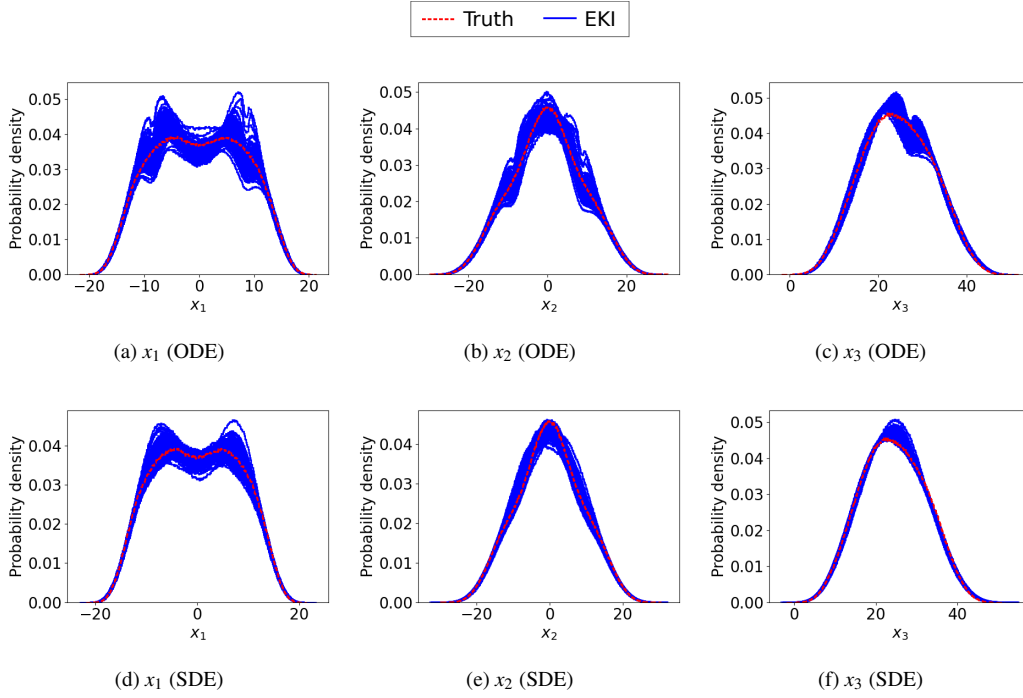 Truth EKI
0.05
0.04
0.03
0.02
0.01
0.00
Probability density
−20 −10 0 10 20
x₁
(a) x₁ (ODE)
0.05
0.04
0.03
0.02
0.01
0.00
Probability density
−20 0 20
x₂
(b) x₂ (ODE)
0.05
0.04
0.03
0.02
0.01
0.00
Probability density
0 20 40
x₃
(c) x₃ (ODE)
0.04
0.03
0.02
0.01
0.00
Probability density
−20 0 20
x₁
(d) x₁ (SDE)
0.04
0.03
0.02
0.01
0.00
Probability density
−20 0 20
x₂
(e) x₂ (SDE)
0.05
0.04
0.03
0.02
0.01
0.00
Probability density
0 20 40
x₃
(f) x₃ (SDE)